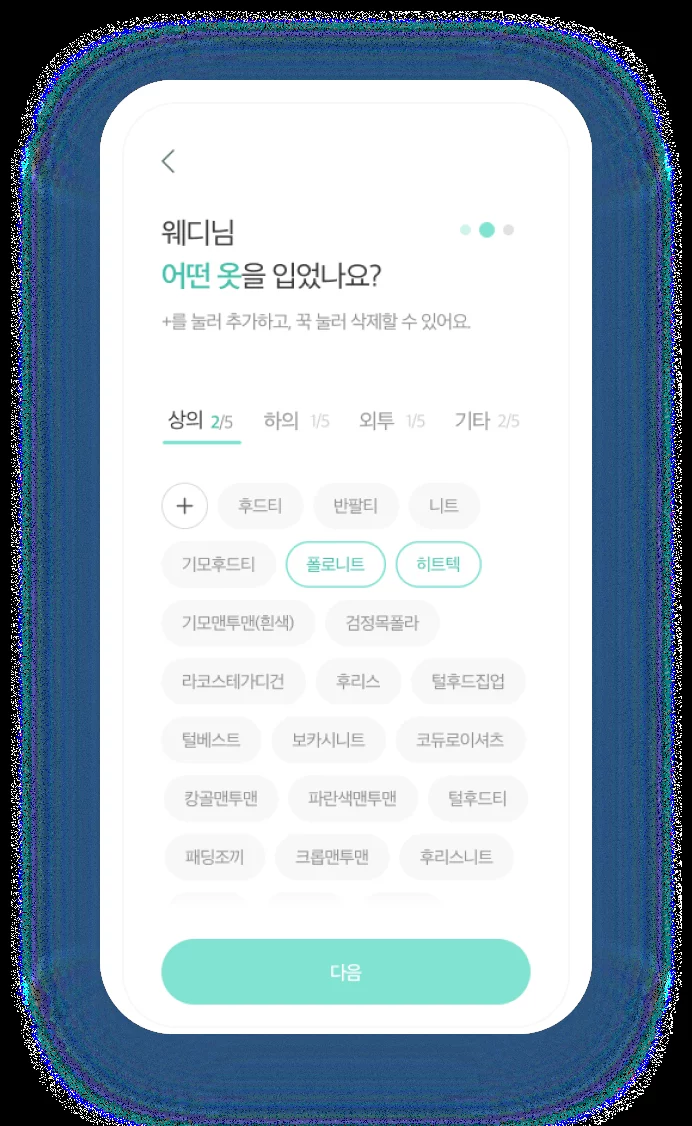 웨디님
어떤 옷을 입었나요?
+를 눌러 추가하고, 꾹 눌러 삭제할 수 있어요.
상의 2/5 하의 1/5 외투 1/5 기타 2/5
+ 후드티 반팔티 니트
기모후드티 폴로니트 히트텍
기모맨투맨(흰색) 검정목폴라
라코스테가디건 후리스 털후드집업
털베스트 보카시니트 코듀로이셔츠
캉골맨투맨 파란색맨투맨 털후드티
패딩조끼 크롭맨투맨 후리스니트
다음